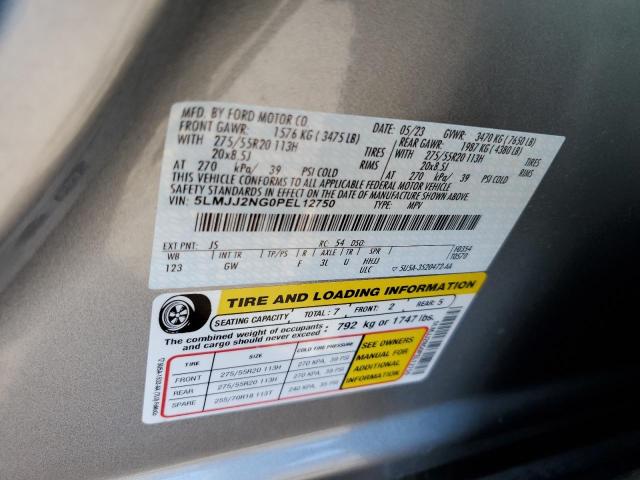 MFD. BY FORD MOTOR CO.
DATE: 05/23 GVWR: 3470 KG (7650 LB)
FRONT GAWR: 1576 KG (3475 LB) REAR GAWR: 1987 KG (4380 LB)
WITH 275/55R20 113H TIRES WITH 275/55R20 113H TIRES
20x8.5J RIMS 20x8.5J
AT 270 kPa/ 39 PSI COLD AT 270 kPa/ 39 PSI COLD
THIS VEHICLE CONFORMS TO ALL APPLICABLE FEDERAL MOTOR VEHICLE
SAFETY STANDARDS IN EFFECT ON THE DATE OF MANUFACTURE SHOWN ABOVE.
VIN: 5LMJJ2NG0PEL12750 TYPE: MPV
EXT PNT: JS RC: 54 DSO:
WB INT TR TP/PS R AXLE TR SPR
123 GW F 3L U HHJJ
ULC
▽5U5A-3520472-AA
TIRE AND LOADING INFORMATION
SEATING CAPACITY TOTAL: 7 FRONT: 2 REAR: 5
The combined weight of occupants
and cargo should never exceed: 792 kg or 1747 lbs.
TIRE SIZE COLD TIRE PRESSURE
FRONT 275/55R20 113H 270 KPA, 39 PSI
REAR 275/55R20 113H 270 KPA, 39 PSI
SPARE 255/70R18 113T 240 KPA, 35 PSI
SEE OWNERS
MANUAL FOR
ADDITIONAL
INFORMATION